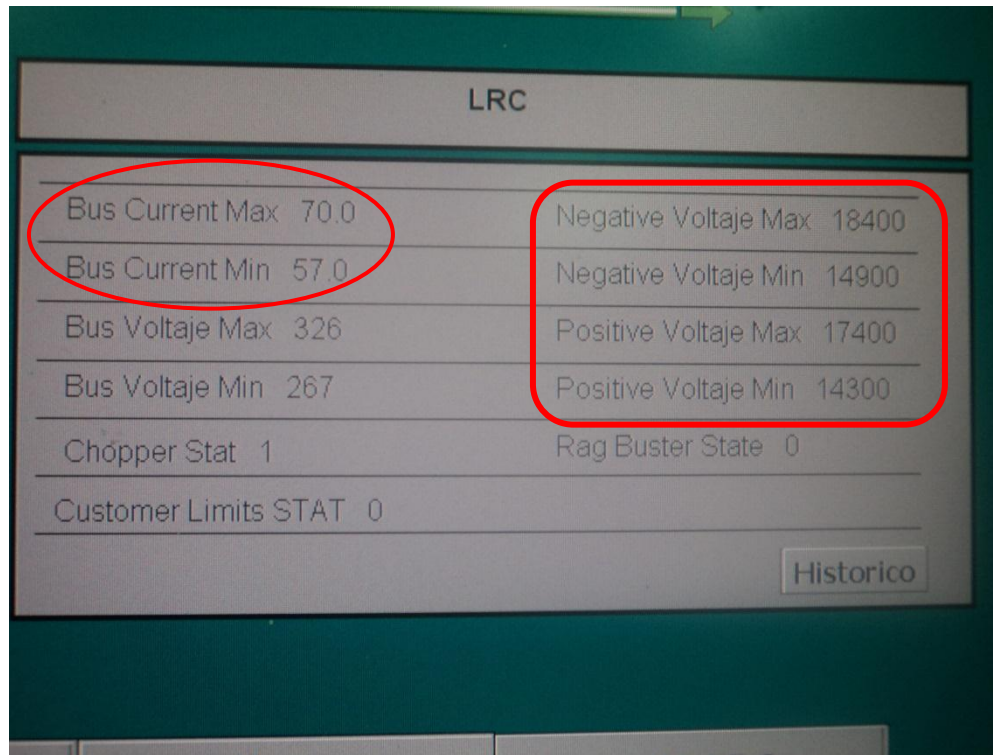 LRC
Bus Current Max 70.0
Negative Voltaje Max 18400
Bus Current Min 57.0
Negative Voltaje Min 14900
Bus Voltaje Max 326
Positive Voltaje Max 17400
Bus Voltaje Min 267
Positive Voltaje Min 14300
Chopper Stat 1
Rag Buster State 0
Customer Limits STAT 0
Historico